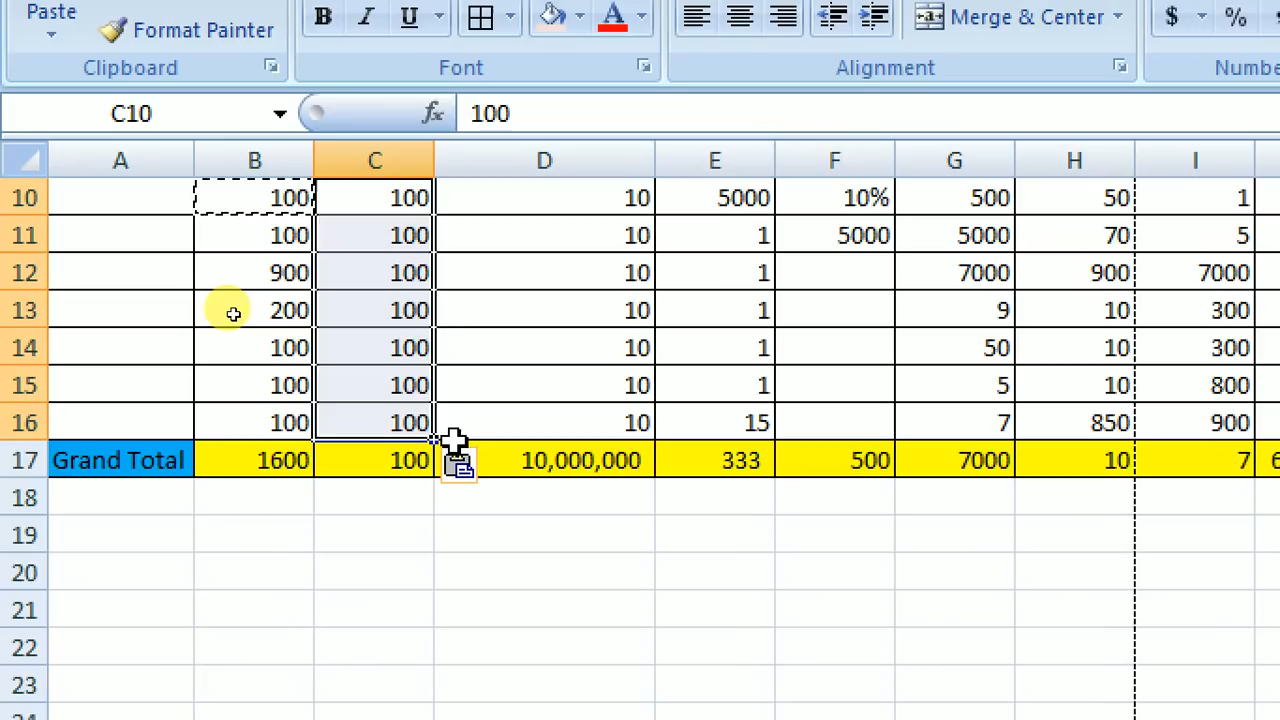 Paste
Format Painter
B I U A
Merge & Center
$ %
Clipboard
Font
Alignment
C10 fx 100
A B C D E F G H I
10 100 100 10 5000 10% 500 50 1
11 100 100 10 1 5000 5000 70 5
12 900 100 10 1 7000 900 7000
13 200 100 10 1 9 10 300
14 100 100 10 1 50 10 300
15 100 100 10 1 5 10 800
16 100 100 10 15 7 850 900
17 Grand Total 1600 100 10,000,000 333 500 7000 10 7
18
19
20
21
22
23